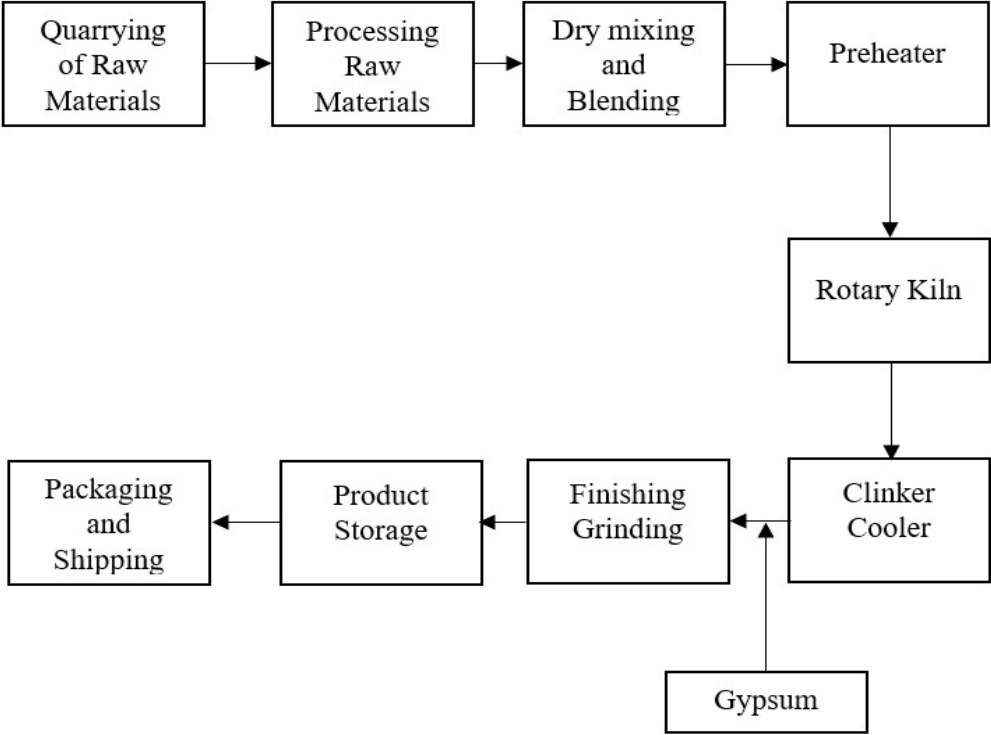 Quarrying
of Raw
Materials
Processing
Raw
Materials
Dry mixing
and
Blending
Preheater
Rotary Kiln
Clinker
Cooler
Finishing
Grinding
Product
Storage
Packaging
and
Shipping
Gypsum